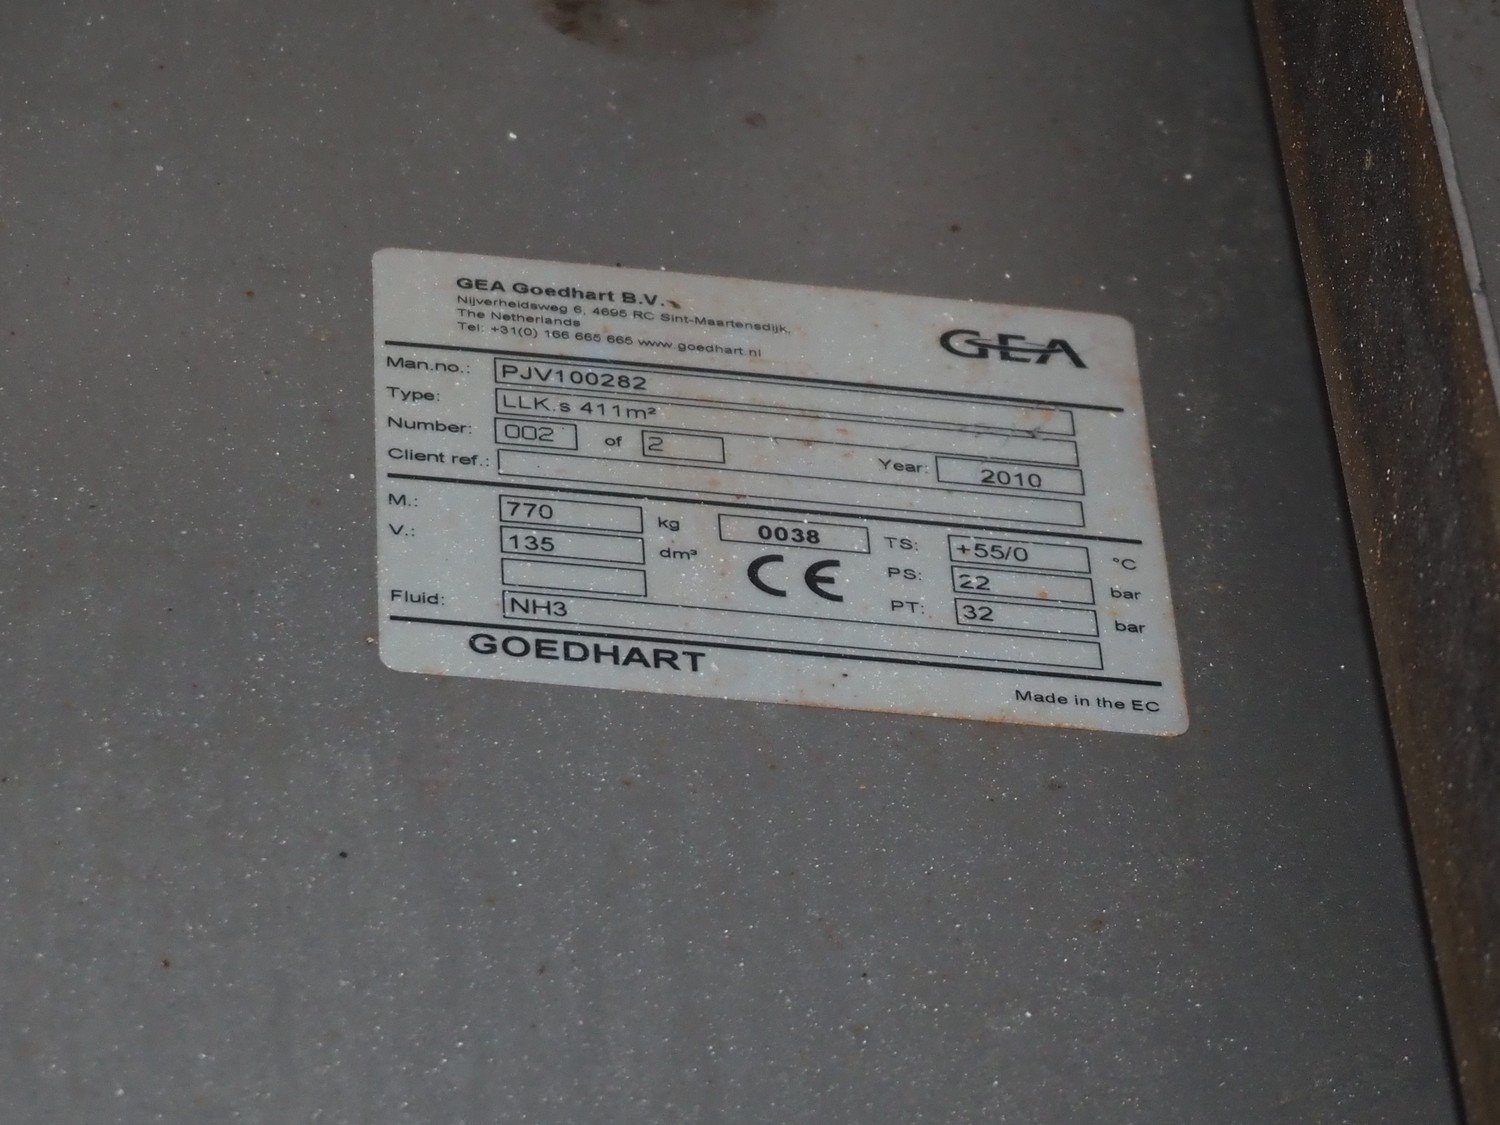 GEA Goedhart B.V.
Nijverheidsweg 6, 4695 RC Sint-Maartensdijk,
The Netherlands
Tel: +31(0) 166 665 665 www.goedhart.nl
GEA
Man.no.: PJV100282
Type: LLK.s 411m²
Number: 002 of 2 Year: 2010
Client ref.:
M.: 770 kg 0038 TS: +55/0 °C
V.: 135 dm³ CE PS: 22 bar
PT: 32 bar
Fluid: NH3
GOEDHART
Made in the EC